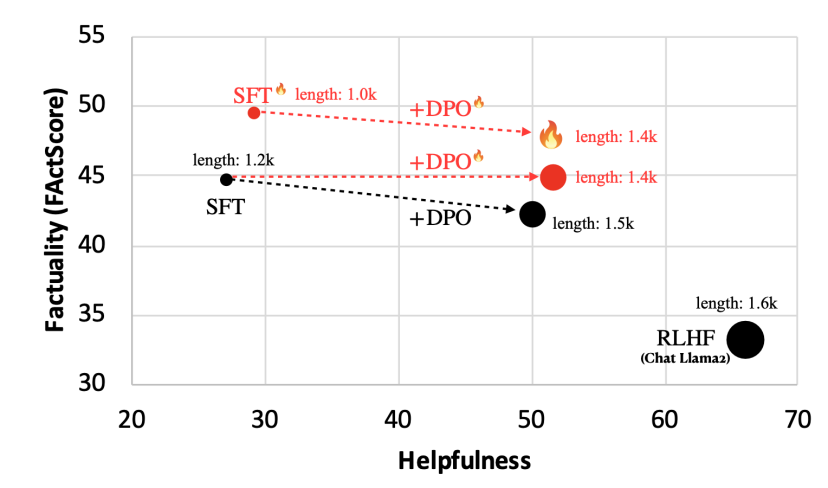 55
50
45
40
35
30
Factuality (FActScore)
SFT🔥 length: 1.0k
+DPO🔥
length: 1.4k
length: 1.2k
+DPO🔥
length: 1.4k
SFT
+DPO
length: 1.5k
length: 1.6k
RLHF
(Chat Llama2)
20 30 40 50 60 70
Helpfulness